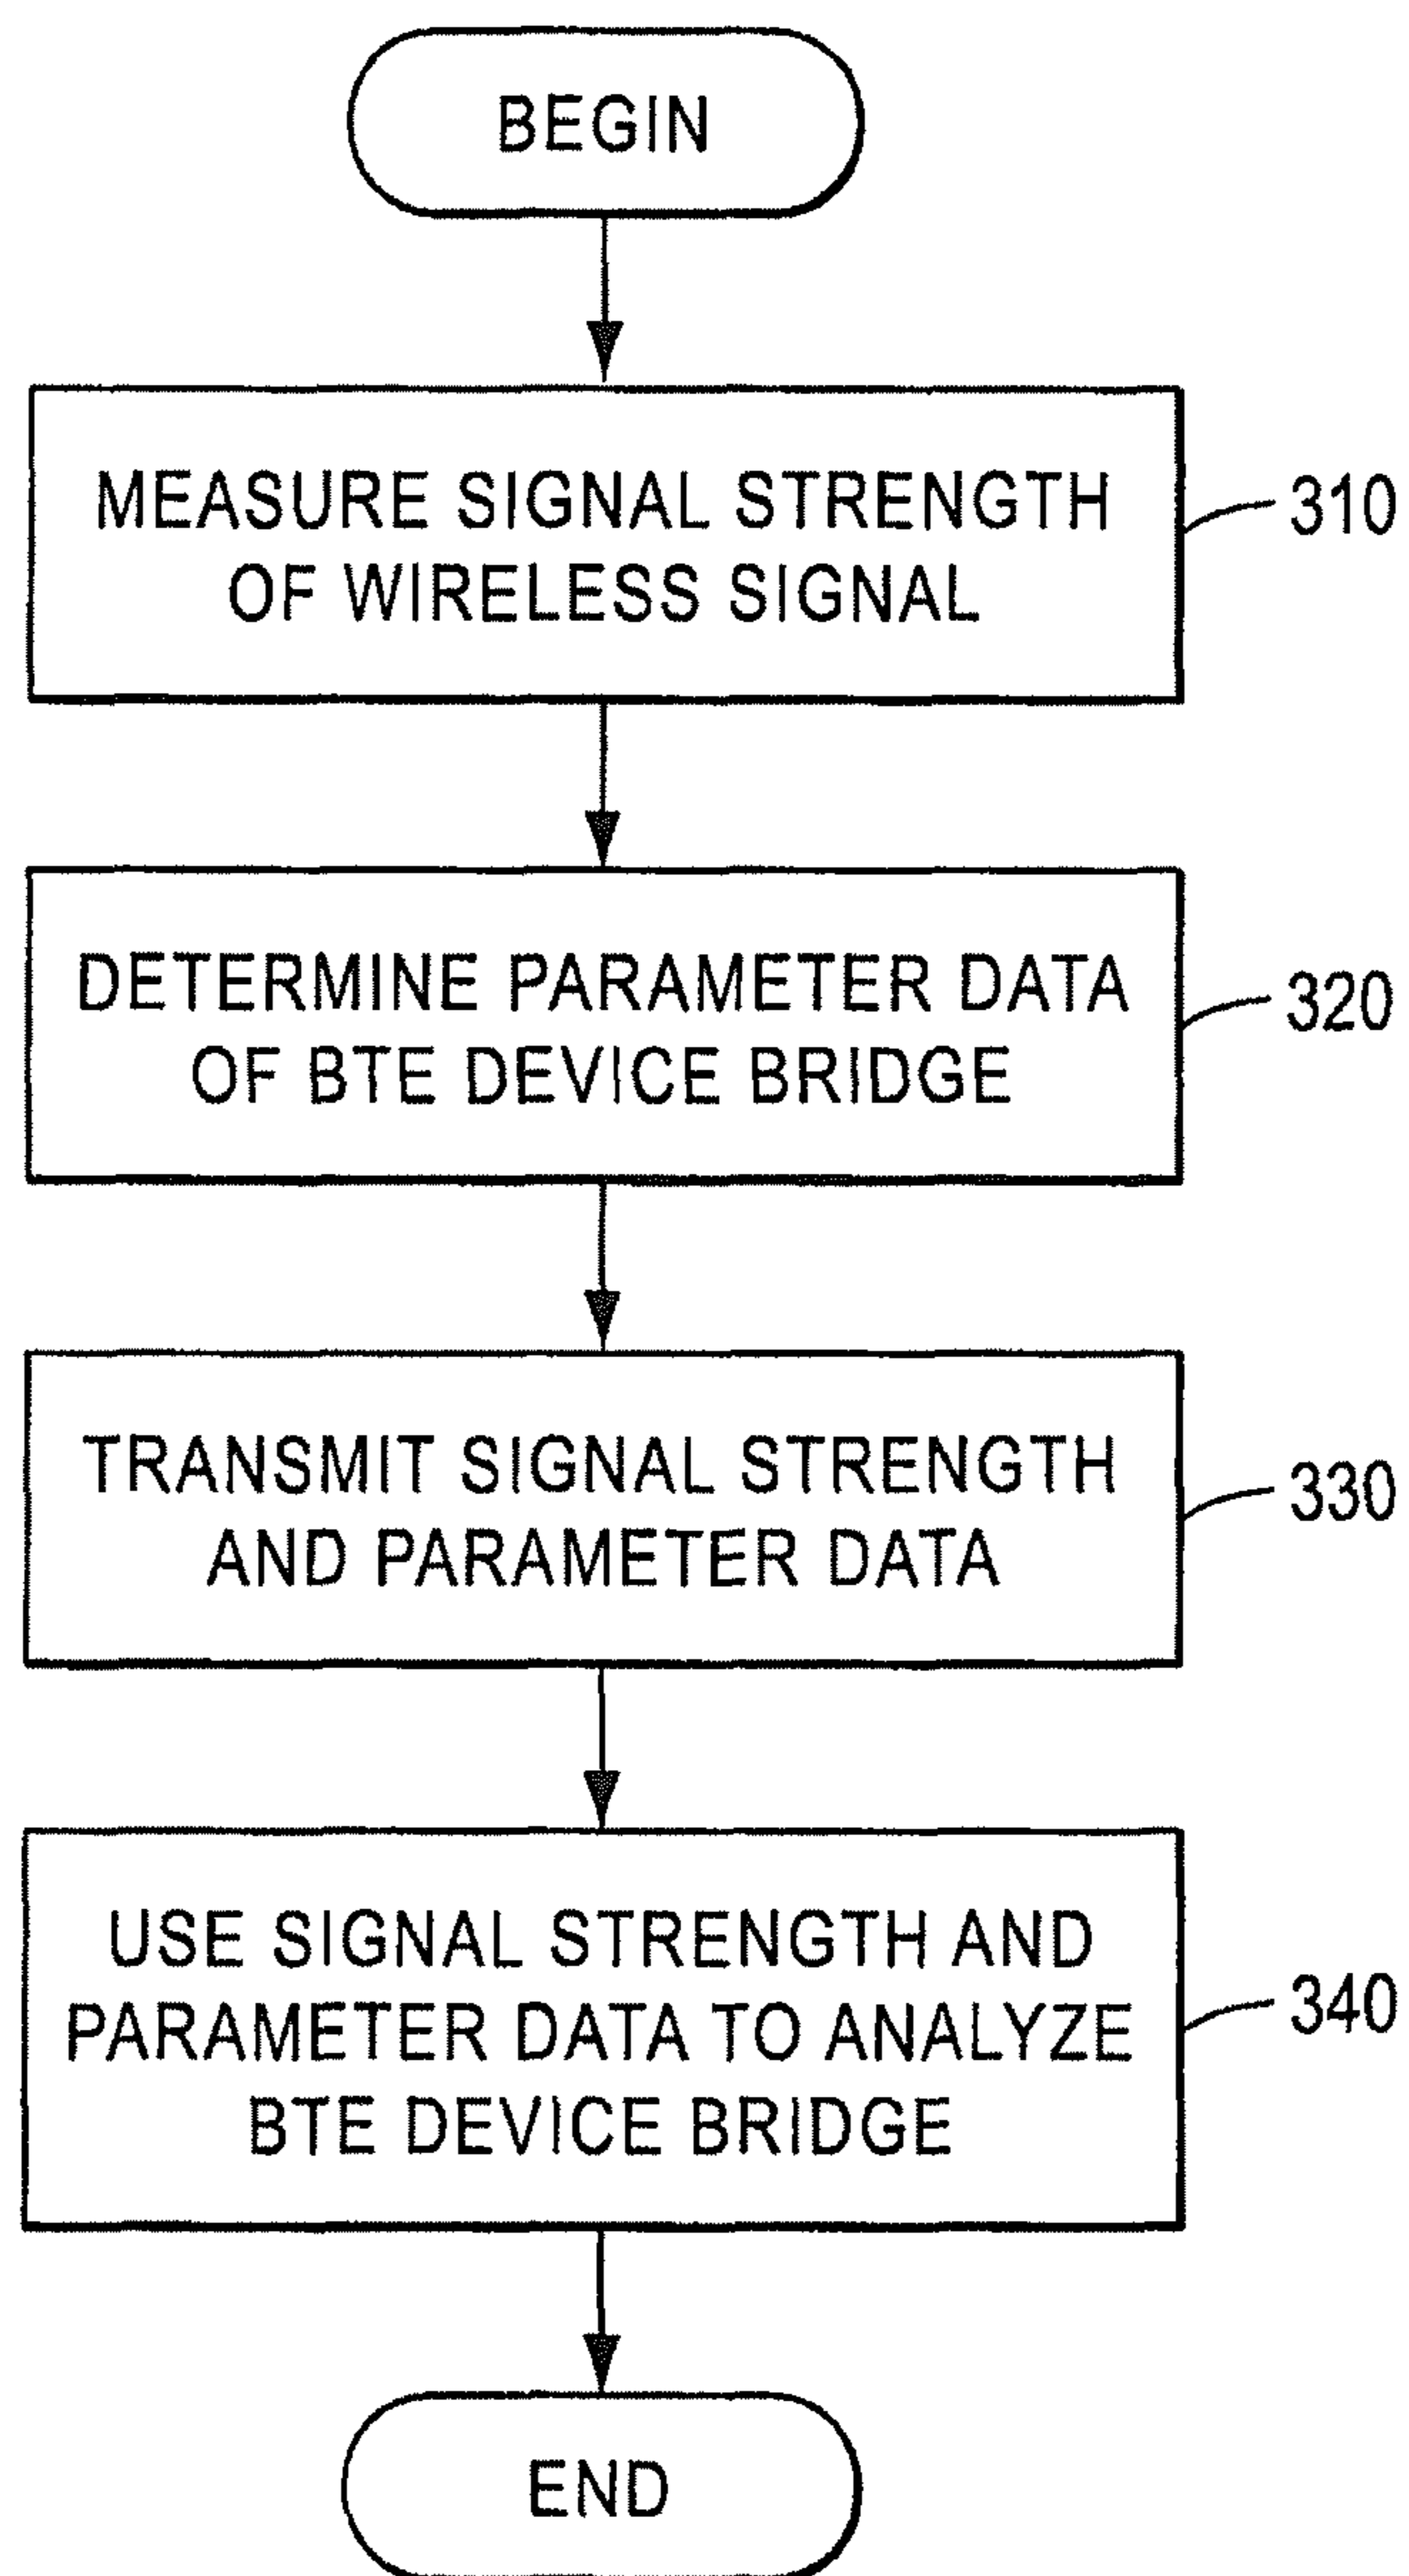 BEGIN
MEASURE SIGNAL STRENGTH
OF WIRELESS SIGNAL
310
DETERMINE PARAMETER DATA
OF BTE DEVICE BRIDGE
320
TRANSMIT SIGNAL STRENGTH
AND PARAMETER DATA
330
USE SIGNAL STRENGTH AND
PARAMETER DATA TO ANALYZE
BTE DEVICE BRIDGE
340
END